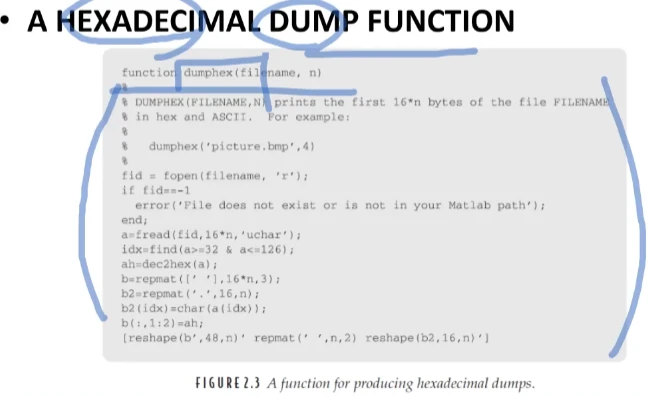 • A HEXADECIMAL DUMP FUNCTION
function dumphex(filename, n)
%
% DUMPHEX(FILENAME,N) prints the first 16*n bytes of the file FILENAME
% in hex and ASCII.  For example:
%
%   dumphex('picture.bmp',4)
%
fid = fopen(filename, 'r');
if fid==-1
  error('File does not exist or is not in your Matlab path');
end;
a=fread(fid,16*n,'uchar');
idx=find(a>=32 & a<=126);
ah=dec2hex(a);
b=repmat([' '],16*n,3);
b2=repmat('.',16,n);
b2(idx)=char(a(idx));
b(:,1:2)=ah;
[reshape(b',48,n)' repmat(' ',n,2) reshape(b2,16,n)']
FIGURE 2.3 A function for producing hexadecimal dumps.